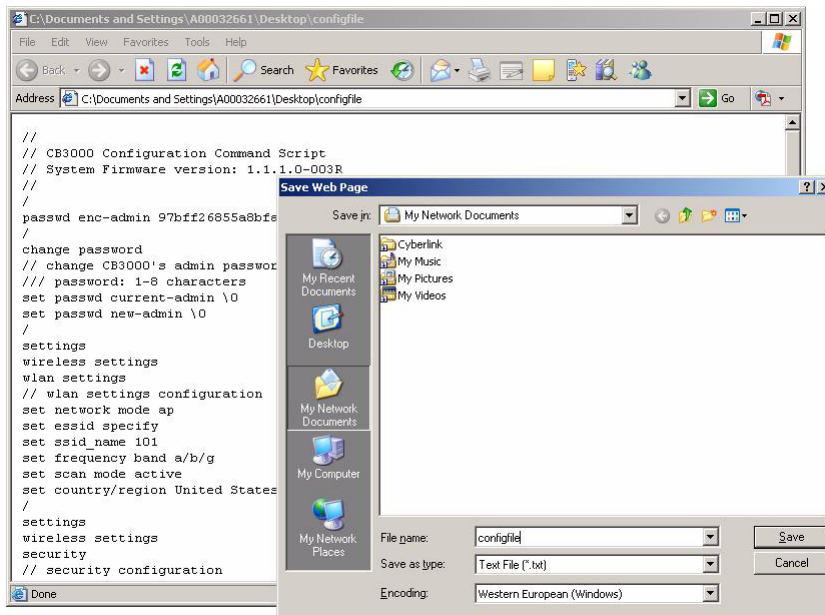 C:\Documents and Settings\A00032661\Desktop\configfile
File Edit View Favorites Tools Help
Back Search Favorites
Address C:\Documents and Settings\A00032661\Desktop\configfile Go
//
// CB3000 Configuration Command Script
// System Firmware version: 1.1.1.0-003R
//
/
passwd enc-admin 97bff26855a8bfs
/
change password
// change CB3000's admin passwor
/// password: 1-8 characters
set passwd current-admin \0
set passwd new-admin \0
/
settings
wireless settings
wlan settings
// wlan settings configuration
set network mode ap
set essid specify
set ssid_name 101
set frequency band a/b/g
set scan mode active
set country/region United States
/
settings
wireless settings
security
// security configuration
Done
Save Web Page
Save in: My Network Documents
My Recent Documents
Desktop
My Network Documents
My Computer
My Network Places
Cyberlink
My Music
My Pictures
My Videos
File name: configfile Save
Save as type: Text File (*.txt) Cancel
Encoding: Western European (Windows)